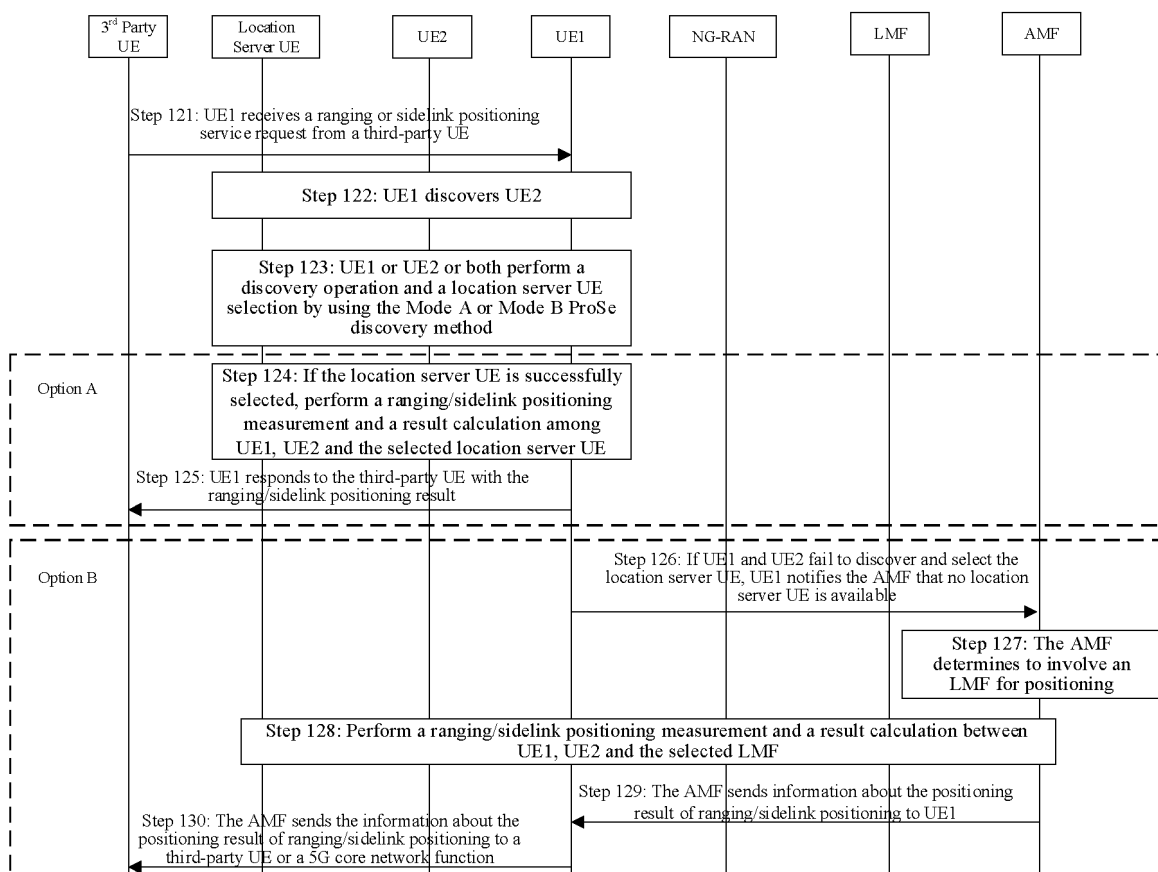 3rd Party
UE
Location
Server UE
UE2
UE1
NG-RAN
LMF
AMF
Step 121: UE1 receives a ranging or sidelink positioning
service request from a third-party UE
Step 122: UE1 discovers UE2
Step 123: UE1 or UE2 or both perform a
discovery operation and a location server UE
selection by using the Mode A or Mode B ProSe
discovery method
Option A
Step 124: If the location server UE is successfully
selected, perform a ranging/sidelink positioning
measurement and a result calculation among
UE1, UE2 and the selected location server UE
Step 125: UE1 responds to the third-party UE with the
ranging/sidelink positioning result
Option B
Step 126: If UE1 and UE2 fail to discover and select the
location server UE, UE1 notifies the AMF that no location
server UE is available
Step 127: The AMF
determines to involve an
LMF for positioning
Step 128: Perform a ranging/sidelink positioning measurement and a result calculation between
UE1, UE2 and the selected LMF
Step 129: The AMF sends information about the positioning
result of ranging/sidelink positioning to UE1
Step 130: The AMF sends the information about the
positioning result of ranging/sidelink positioning to a
third-party UE or a 5G core network function